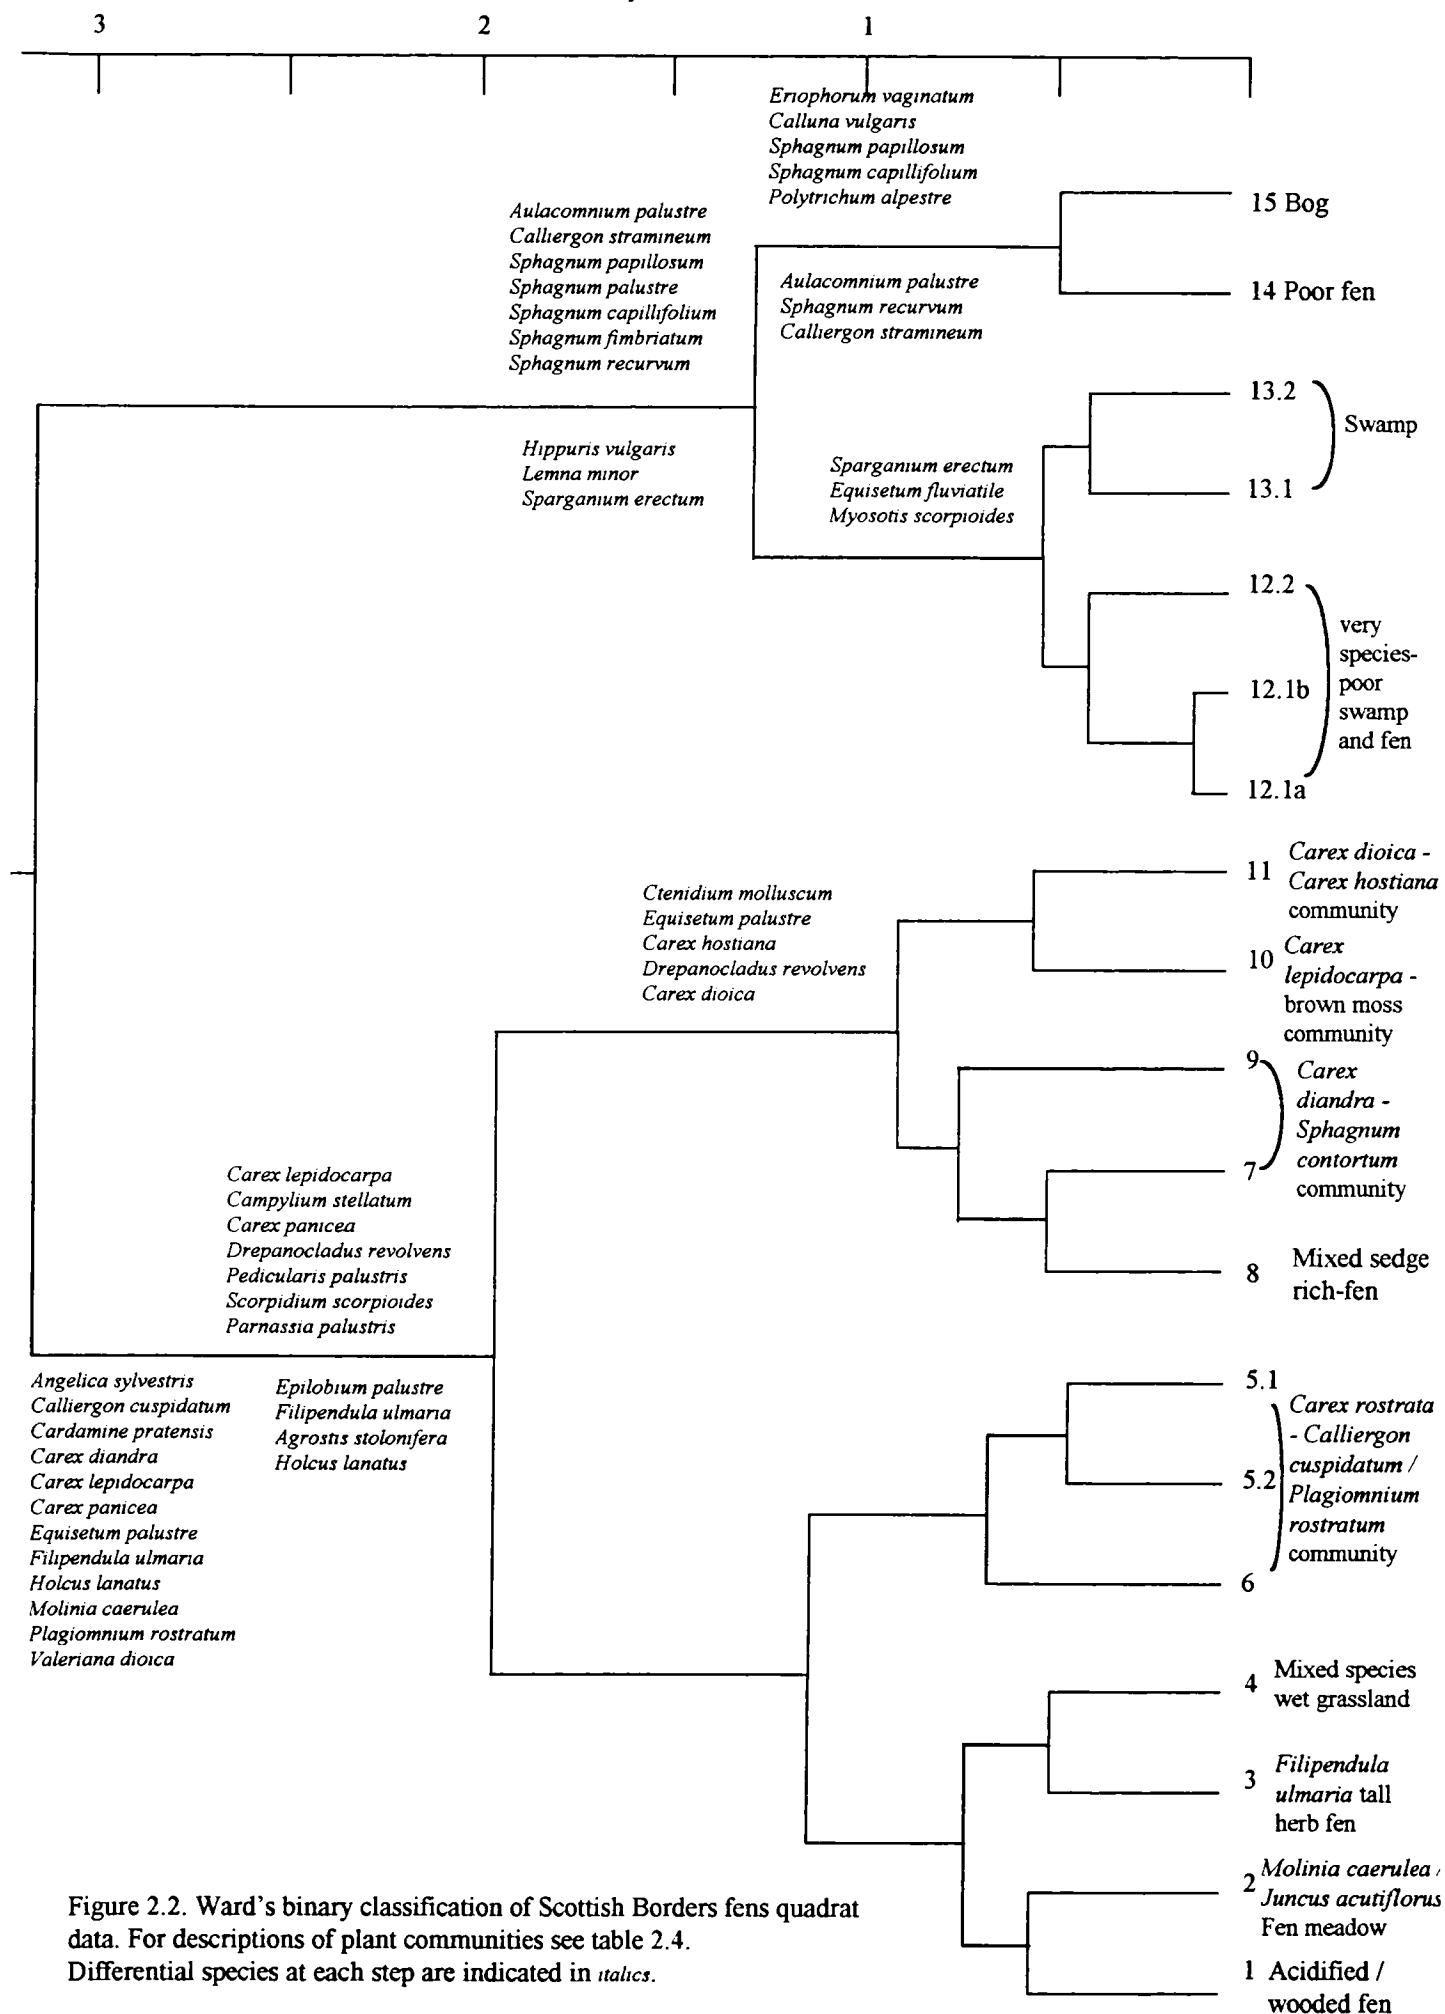 3 2 1
Eriophorum vaginatum
Calluna vulgaris
Sphagnum papillosum
Sphagnum capillifolium
Polytrichum alpestre
Aulacomnium palustre
Calliergon stramineum
Sphagnum papillosum
Sphagnum palustre
Sphagnum capillifolium
Sphagnum fimbriatum
Sphagnum recurvum
15 Bog
Aulacomnium palustre
Sphagnum recurvum
Calliergon stramineum
14 Poor fen
Hippuris vulgaris
Lemna minor
Sparganium erectum
Sparganium erectum
Equisetum fluviatile
Myosotis scorpioides
13.2
Swamp
13.1
12.2
very
species-
poor
swamp
and fen
12.1b
12.1a
Ctenidium molluscum
Equisetum palustre
Carex hostiana
Drepanocladus revolvens
Carex dioica
11
Carex dioica -
Carex hostiana
community
10
Carex
lepidocarpa -
brown moss
community
9
Carex
diandra -
Sphagnum
contortum
community
7
8
Mixed sedge
rich-fen
Carex lepidocarpa
Campylium stellatum
Carex panicea
Drepanocladus revolvens
Pedicularis palustris
Scorpidium scorpioides
Parnassia palustris
Angelica sylvestris
Calliergon cuspidatum
Cardamine pratensis
Carex diandra
Carex lepidocarpa
Carex panicea
Equisetum palustre
Filipendula ulmaria
Holcus lanatus
Molinia caerulea
Plagiomnium rostratum
Valeriana dioica
Epilobium palustre
Filipendula ulmaria
Agrostis stolonifera
Holcus lanatus
5.1
Carex rostrata
- Calliergon
cuspidatum /
Plagiomnium
rostratum
community
5.2
6
4
Mixed species
wet grassland
3
Filipendula
ulmaria tall
herb fen
2
Molinia caerulea /
Juncus acutiflorus
Fen meadow
1
Acidified /
wooded fen
Figure 2.2. Ward's binary classification of Scottish Borders fens quadrat
data. For descriptions of plant communities see table 2.4.
Differential species at each step are indicated in italics.